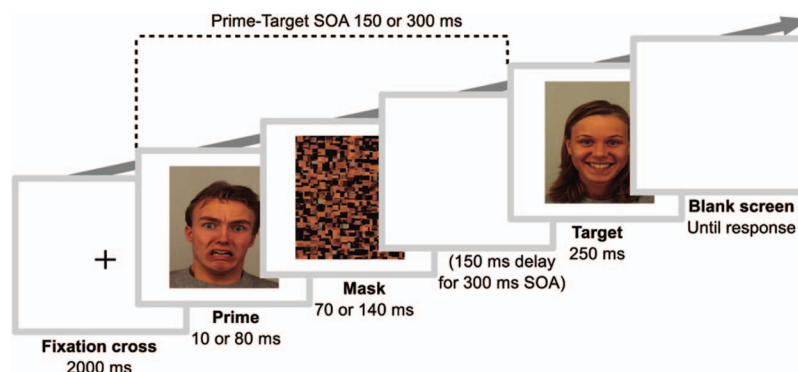 Prime-Target SOA 150 or 300 ms
Fixation cross
2000 ms
Prime
10 or 80 ms
Mask
70 or 140 ms
(150 ms delay
for 300 ms SOA)
Target
250 ms
Blank screen
Until response